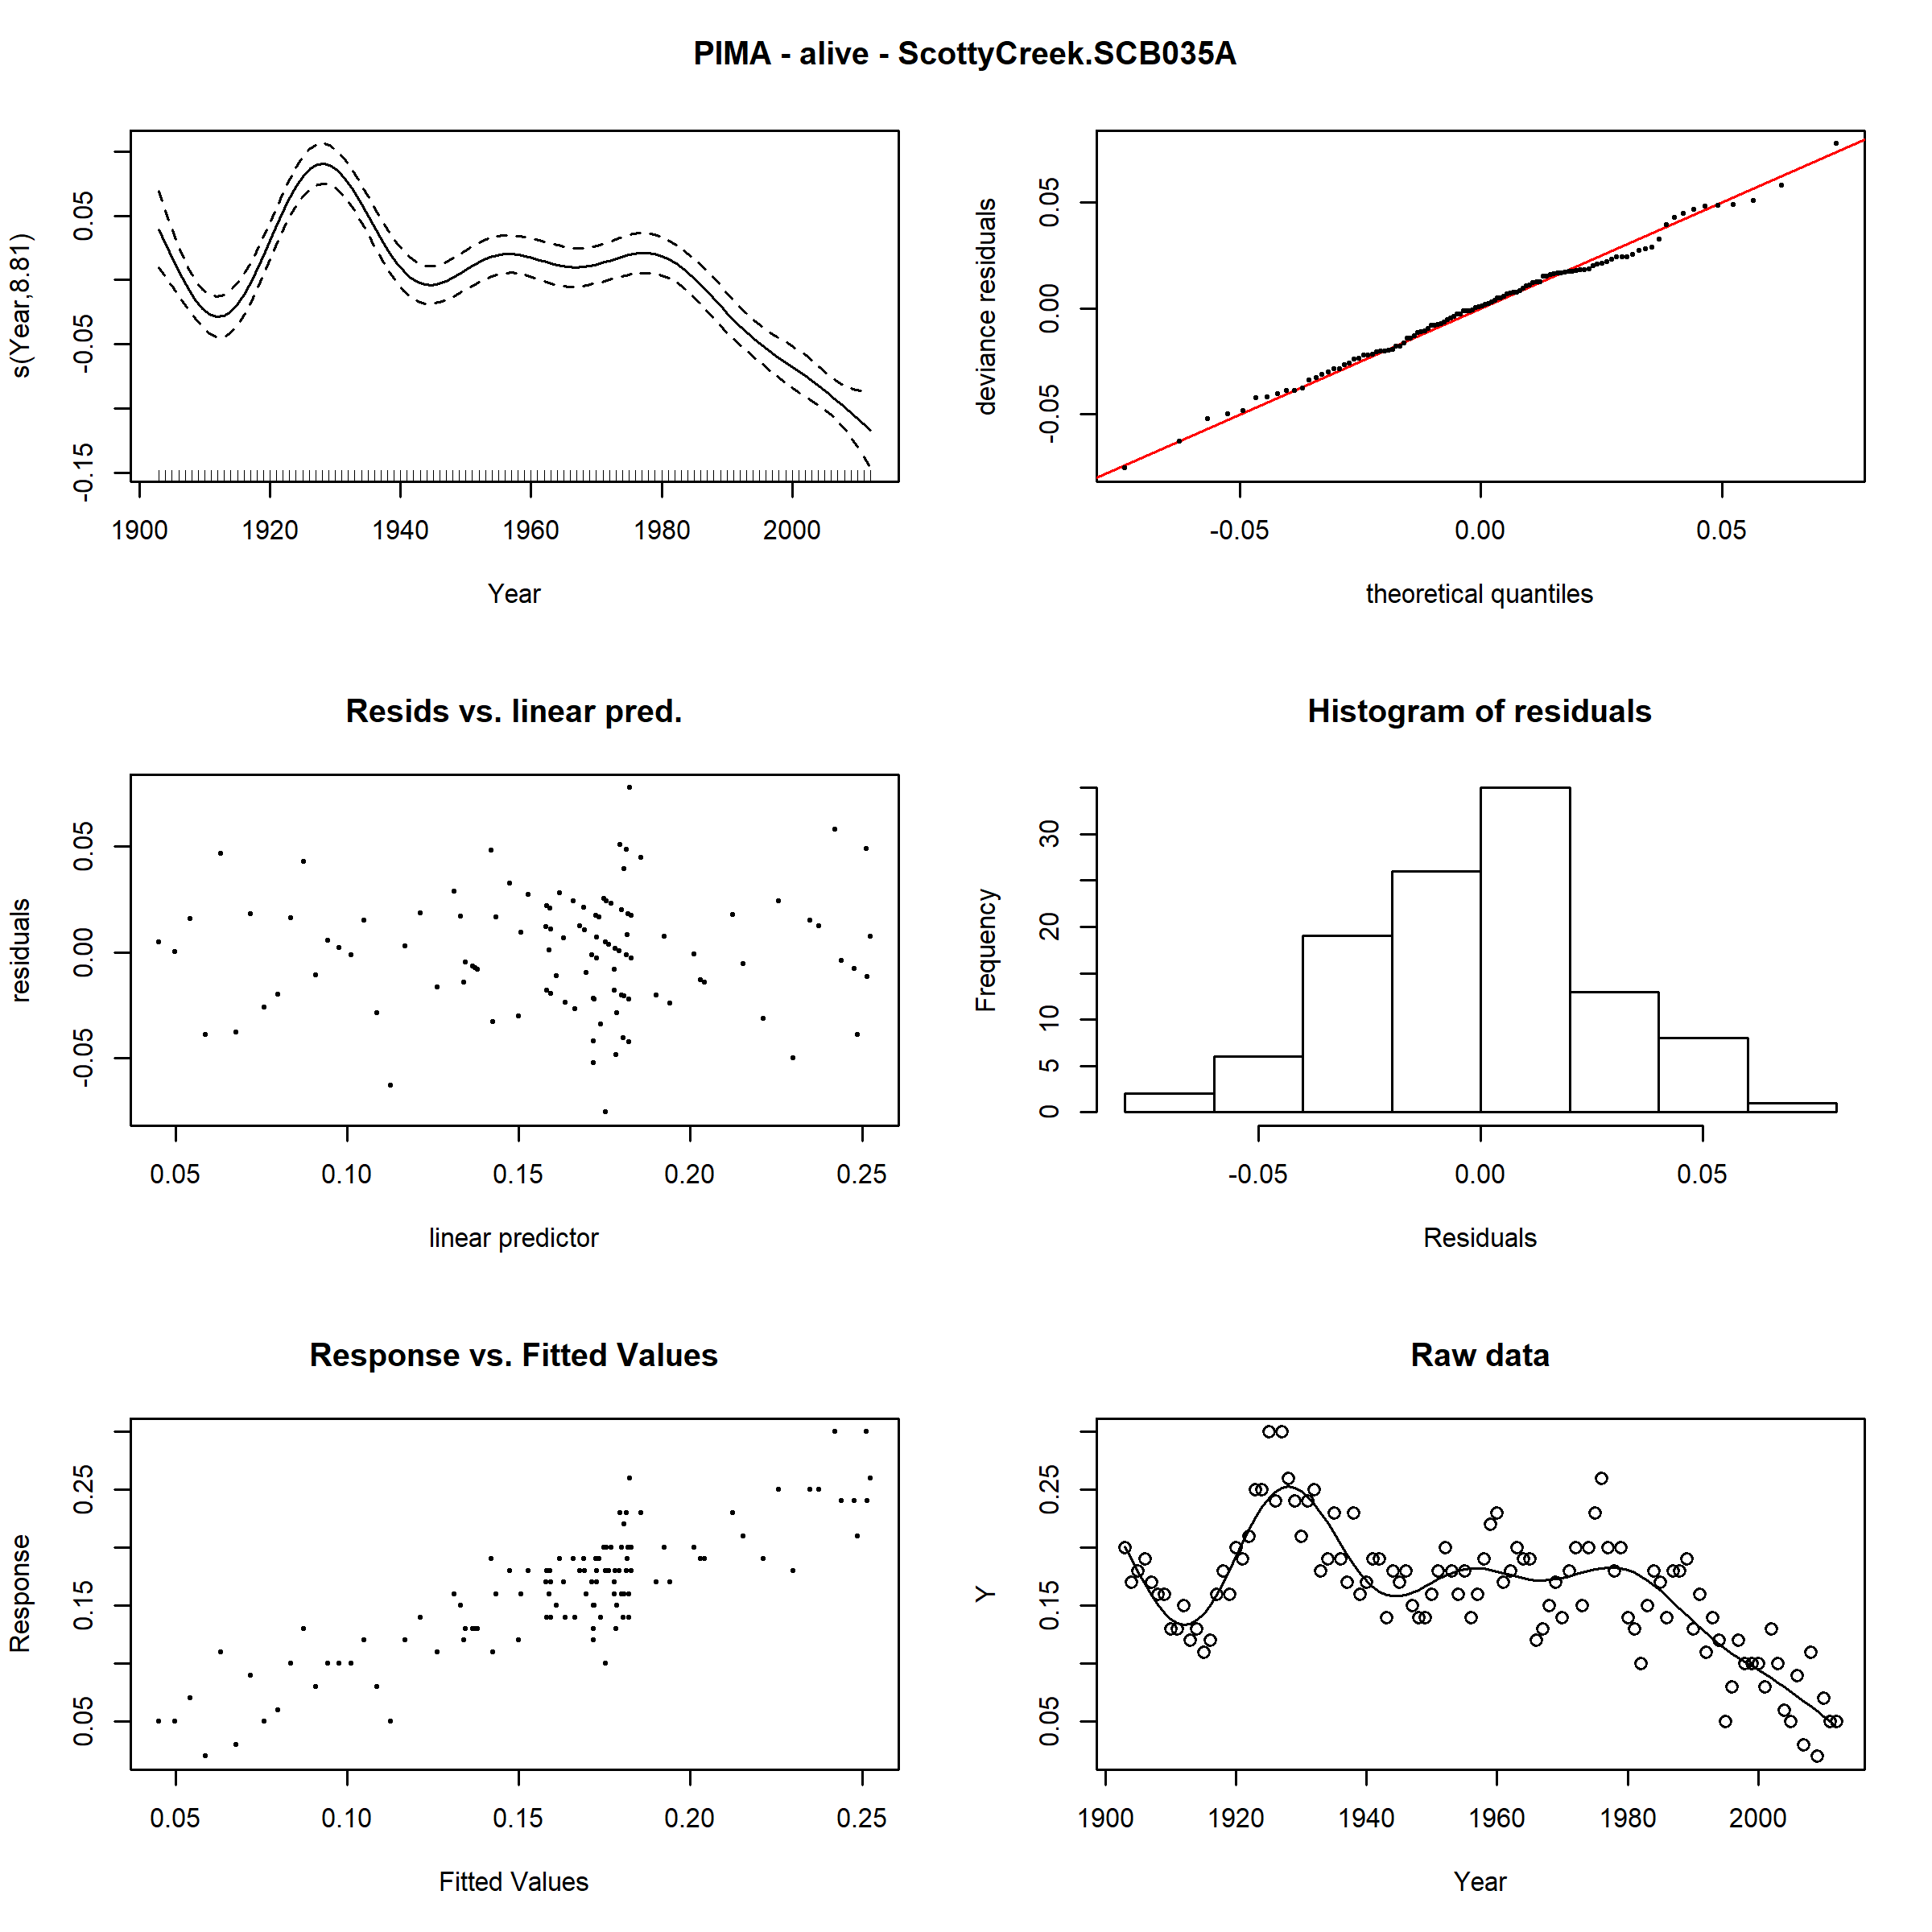 PIMA - alive - ScottyCreek.SCB035A
s(Year,8.81)
-0.15 -0.05 0.05
1900 1920 1940 1960 1980 2000
Year
deviance residuals
-0.05 0.00 0.05
-0.05 0.00 0.05
theoretical quantiles
Resids vs. linear pred.
residuals
-0.05 0.00 0.05
0.05 0.10 0.15 0.20 0.25
linear predictor
Histogram of residuals
Frequency
0 5 10 20 30
-0.05 0.00 0.05
Residuals
Response vs. Fitted Values
Response
0.05 0.15 0.25
0.05 0.10 0.15 0.20 0.25
Fitted Values
Raw data
Y
0.05 0.15 0.25
1900 1920 1940 1960 1980 2000
Year